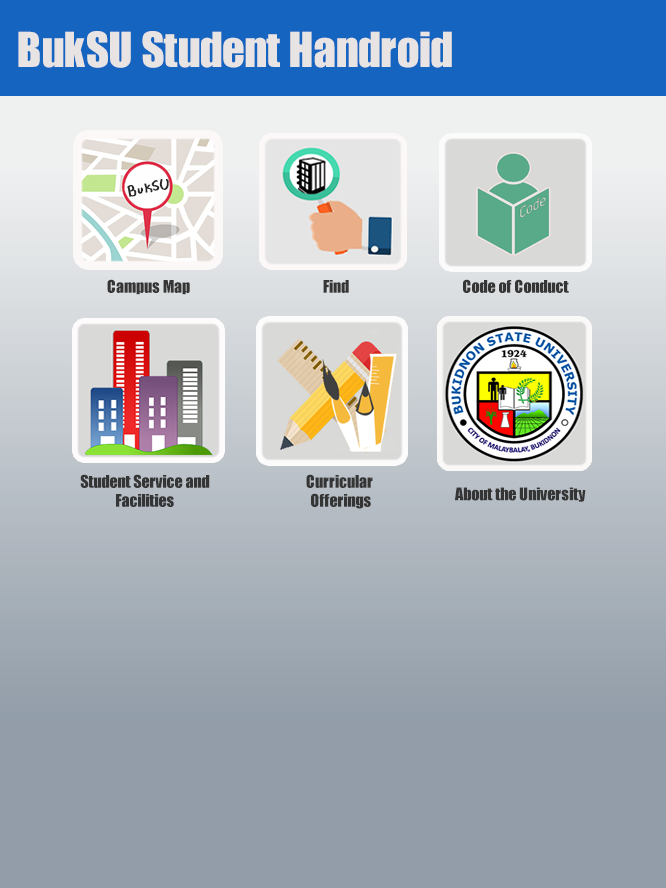 BukSU Student Handroid
BukSU
Code
Campus Map
Find
Code of Conduct
BUKIDNON STATE UNIVERSITY
1924
CITY OF MALAYBALAY, BUKIDNON
Student Service and
Facilities
Curricular
Offerings
About the University